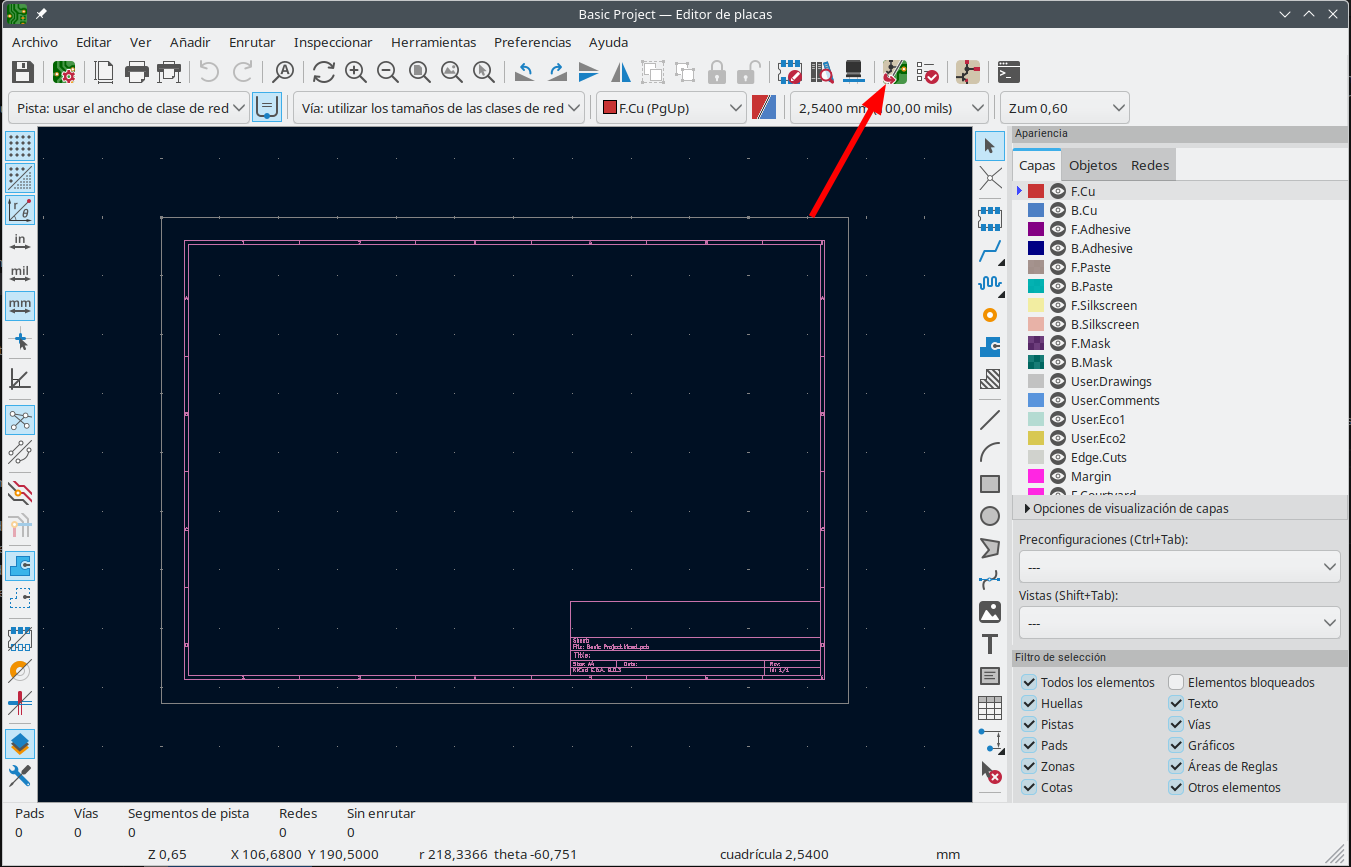 Basic Project — Editor de placas
Archivo Editar Ver Añadir Enrutar Inspeccionar Herramientas Preferencias Ayuda
Pista: usar el ancho de clase de red Vía: utilizar los tamaños de las clases de red F.Cu (PgUp) 2,5400 mm 00,00 mils) Zum 0,60
Apariencia
Capas Objetos Redes
F.Cu
B.Cu
F.Adhesive
B.Adhesive
F.Paste
B.Paste
F.Silkscreen
B.Silkscreen
F.Mask
B.Mask
User.Drawings
User.Comments
User.Eco1
User.Eco2
Edge.Cuts
Margin
F.Courtyard
Opciones de visualización de capas
Preconfiguraciones (Ctrl+Tab):
---
Vistas (Shift+Tab):
---
Filtro de selección
Todos los elementos Elementos bloqueados
Huellas Texto
Pistas Vías
Pads Gráficos
Zonas Áreas de Reglas
Cotas Otros elementos
in
mil
mm
Sheet:
File: Basic Project.kicad_pcb
Title:
Size: A4 Date: Rev:
KiCad E.D.A. 8.0.3 Id: 1/1
Pads Vías Segmentos de pista Redes Sin enrutar
0 0 0 0 0
Z 0,65 X 106,6800 Y 190,5000 r 218,3366 theta -60,751 cuadrícula 2,5400 mm